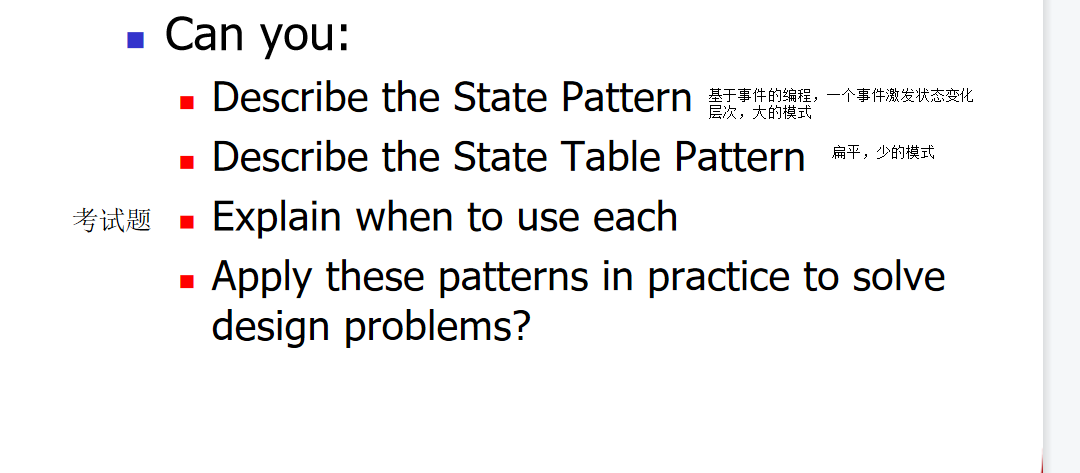 Can you:
Describe the State Pattern
基于事件的编程，一个事件激发状态变化
层次，大的模式
Describe the State Table Pattern
扁平，少的模式
考试题
Explain when to use each
Apply these patterns in practice to solve
design problems?